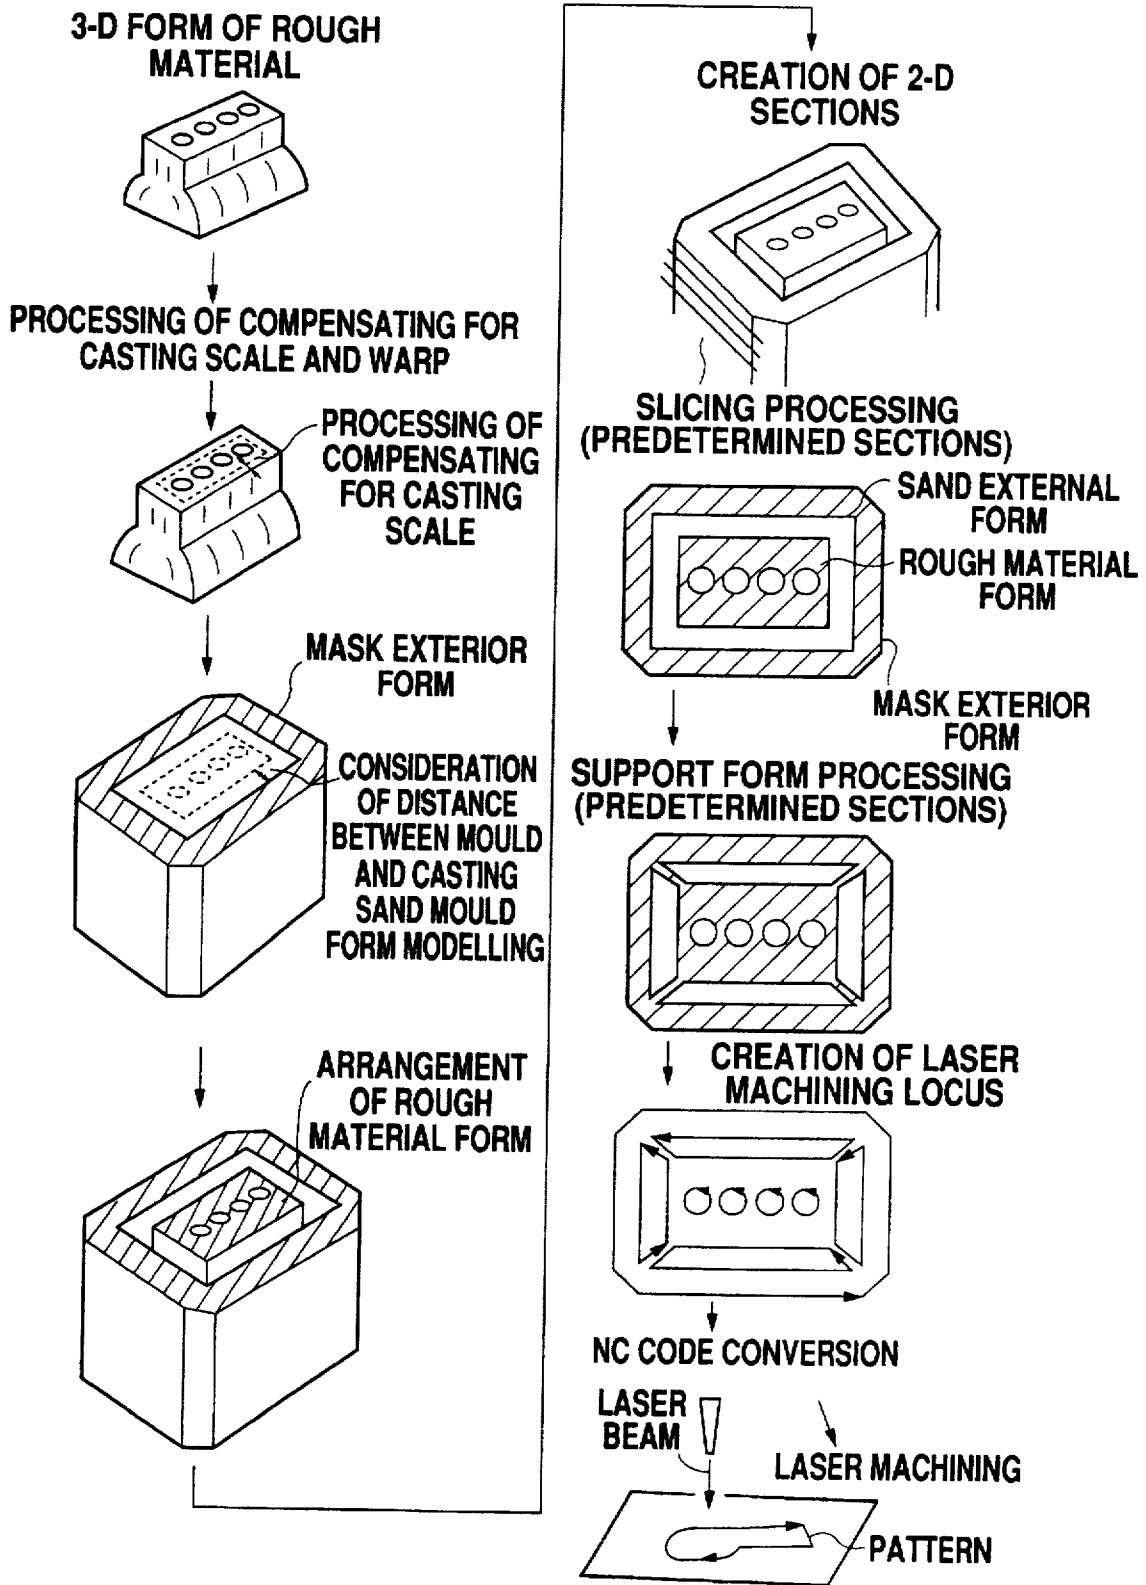 3-D FORM OF ROUGH
MATERIAL
PROCESSING OF COMPENSATING FOR
CASTING SCALE AND WARP
PROCESSING OF
COMPENSATING
FOR CASTING
SCALE
MASK EXTERIOR
FORM
CONSIDERATION
OF DISTANCE
BETWEEN MOULD
AND CASTING
SAND MOULD
FORM MODELLING
ARRANGEMENT
OF ROUGH
MATERIAL FORM
CREATION OF 2-D
SECTIONS
SLICING PROCESSING
(PREDETERMINED SECTIONS)
SAND EXTERNAL
FORM
ROUGH MATERIAL
FORM
MASK EXTERIOR
FORM
SUPPORT FORM PROCESSING
(PREDETERMINED SECTIONS)
CREATION OF LASER
MACHINING LOCUS
NC CODE CONVERSION
LASER
BEAM
LASER MACHINING
PATTERN